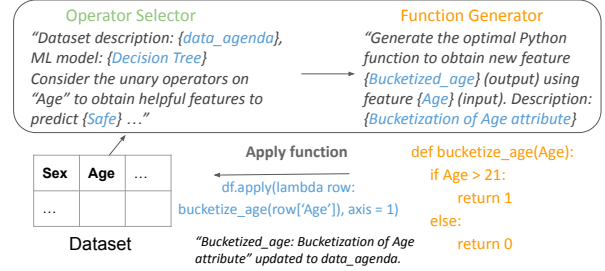 Operator Selector
“Dataset description: {data_agenda},
ML model: {Decision Tree}
Consider the unary operators on
“Age” to obtain helpful features to
predict {Safe} …”
Function Generator
“Generate the optimal Python
function to obtain new feature
{Bucketized_age} (output) using
feature {Age} (input). Description:
{Bucketization of Age attribute}
Sex Age …
…
Dataset
Apply function
df.apply(lambda row:
bucketize_age(row[‘Age’]), axis = 1)
“Bucketized_age: Bucketization of Age
attribute” updated to data_agenda.
def bucketize_age(Age):
if Age > 21:
return 1
else:
return 0